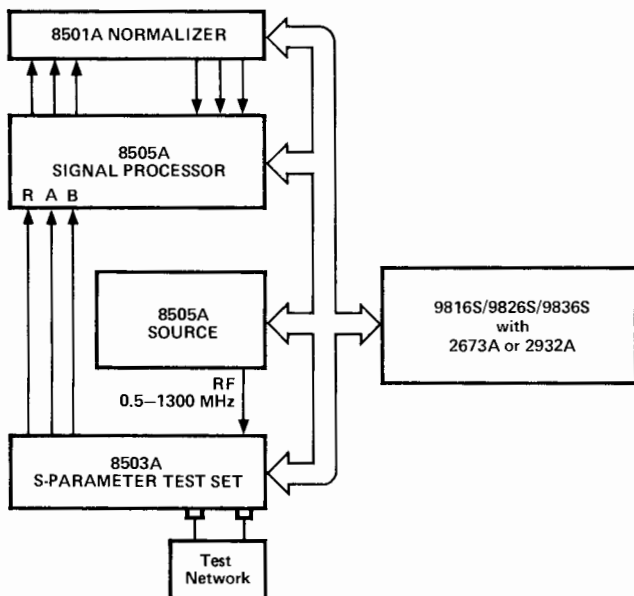 8501A NORMALIZER
8505A
SIGNAL PROCESSOR
R A B
8505A
SOURCE
9816S/9826S/9836S
with
2673A or 2932A
RF
0.5–1300 MHz
8503A
S-PARAMETER TEST SET
Test
Network